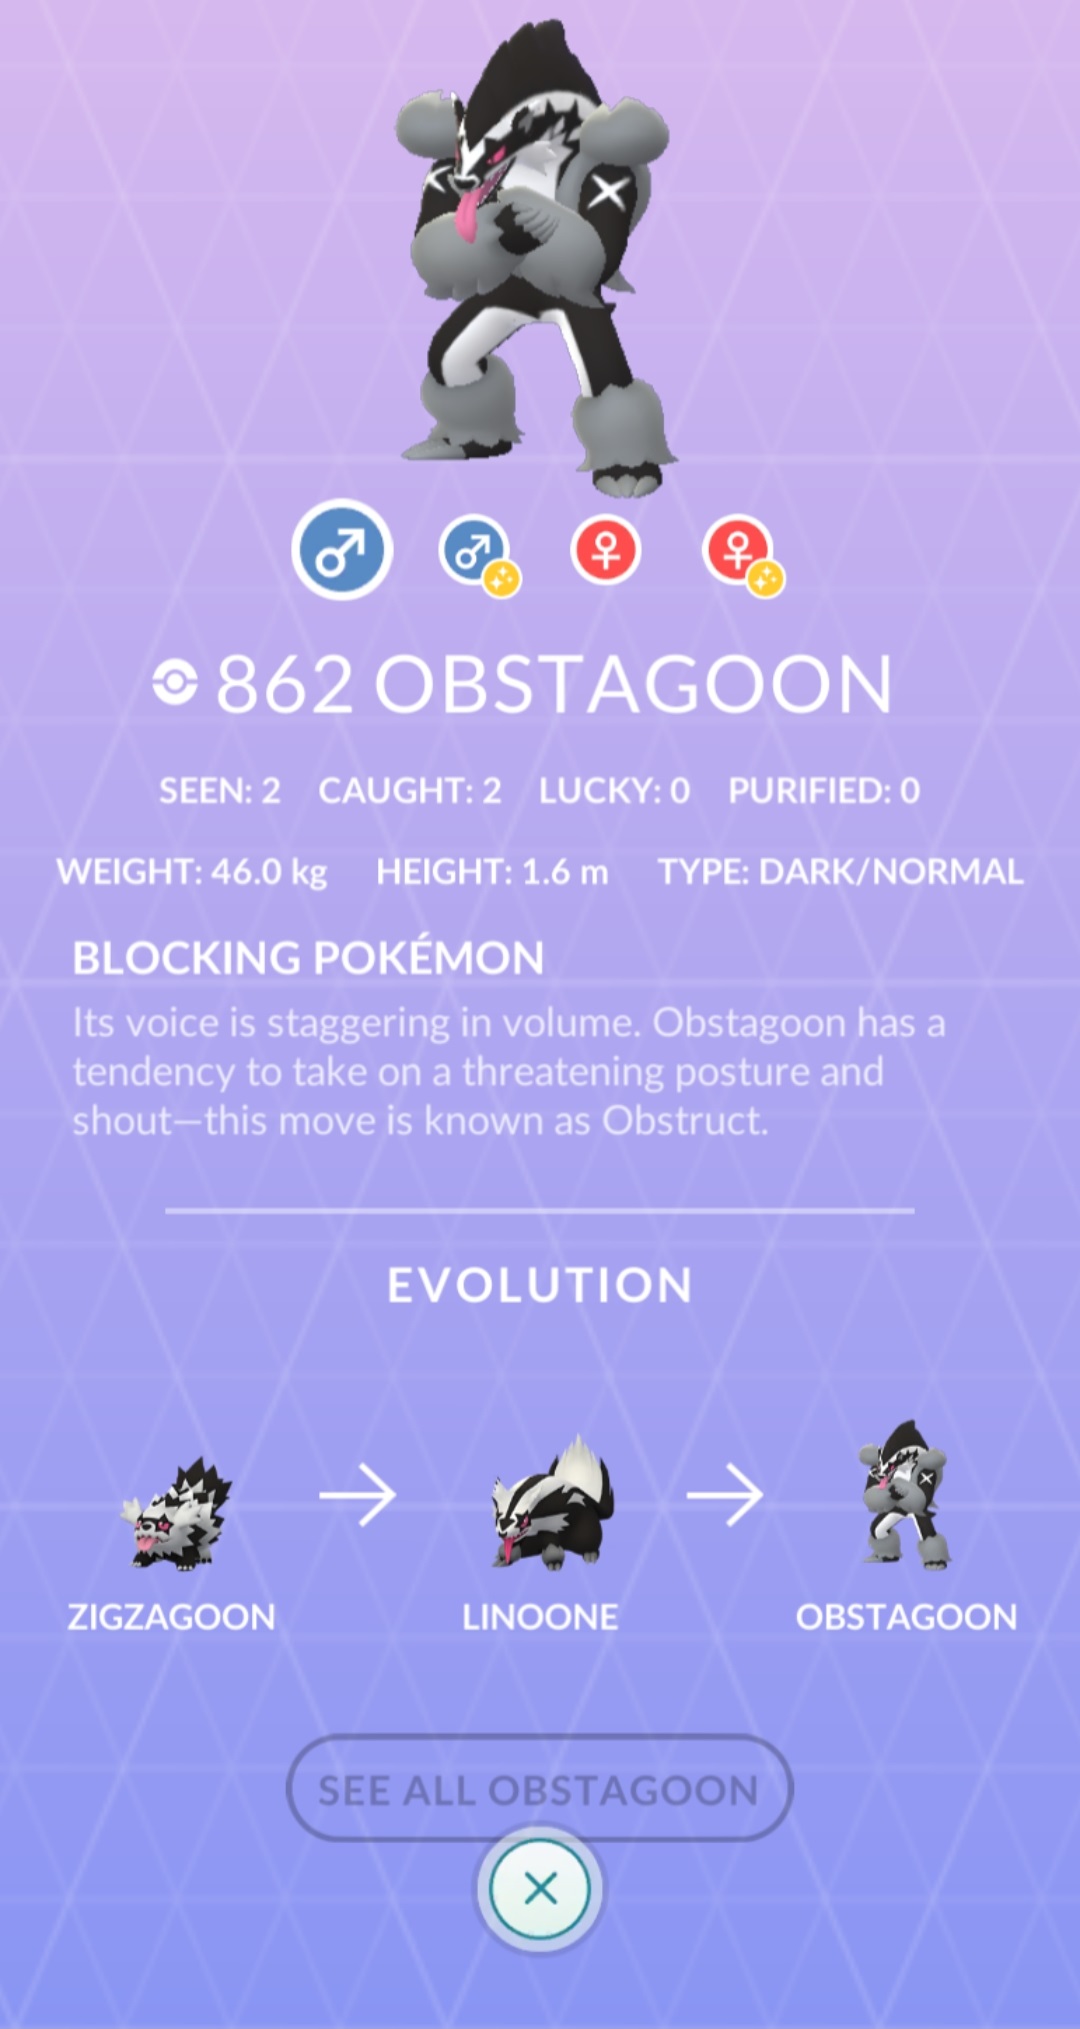 862 OBSTAGOON
SEEN: 2 CAUGHT: 2 LUCKY: 0 PURIFIED: 0
WEIGHT: 46.0 kg HEIGHT: 1.6 m TYPE: DARK/NORMAL
BLOCKING POKÉMON
Its voice is staggering in volume. Obstagoon has a
tendency to take on a threatening posture and
shout—this move is known as Obstruct.
EVOLUTION
ZIGZAGOON LINOONE OBSTAGOON
SEE ALL OBSTAGOON